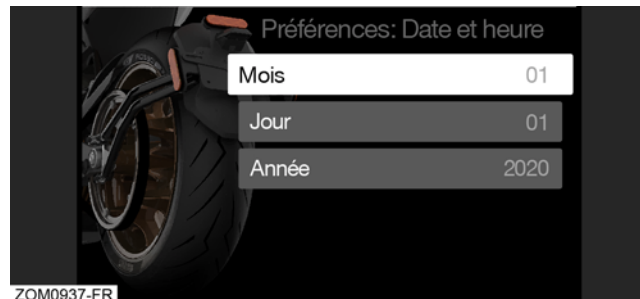 Préférences: Date et heure
Mois 01
Jour 01
Année 2020
ZOM0937-FR